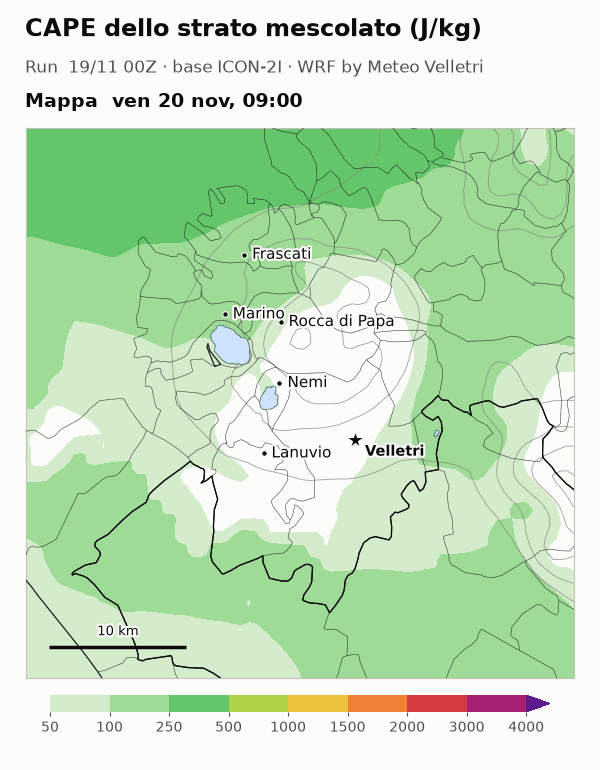 CAPE dello strato mescolato (J/kg)
Run  19/11 00Z · base ICON-2I · WRF by Meteo Velletri
Mappa  ven 20 nov, 09:00
Frascati
Marino
Rocca di Papa
Nemi
Velletri
Lanuvio
10 km
50 100 250 500 1000 1500 2000 3000 4000